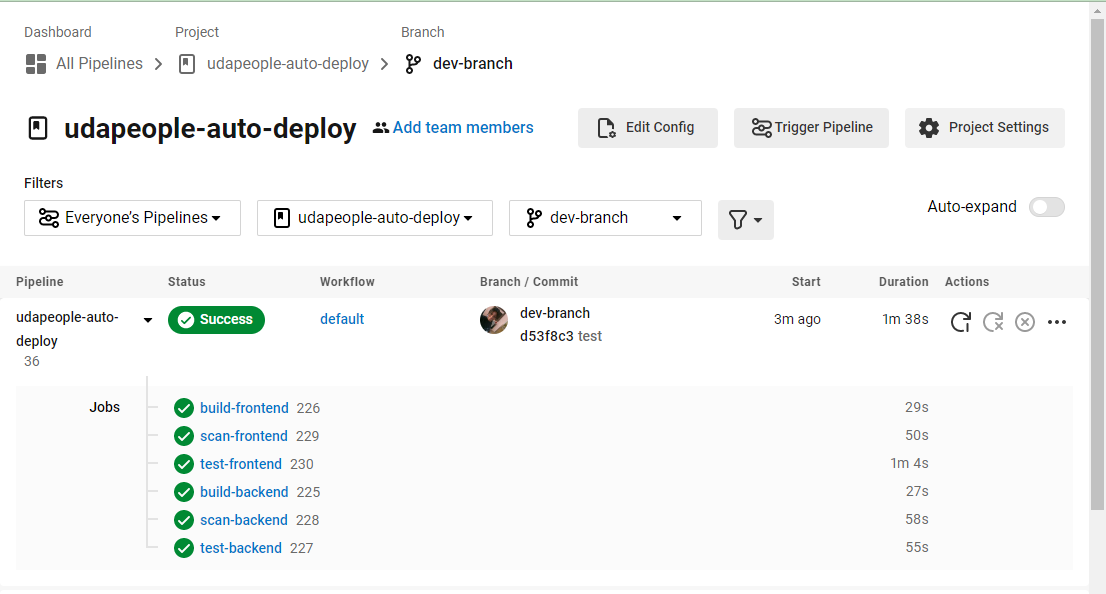 Dashboard Project Branch
All Pipelines udapeople-auto-deploy dev-branch
udapeople-auto-deploy Add team members Edit Config Trigger Pipeline Project Settings
Filters
Everyone's Pipelines udapeople-auto-deploy dev-branch Auto-expand
Pipeline Status Workflow Branch / Commit Start Duration Actions
udapeople-auto-deploy Success default dev-branch 3m ago 1m 38s
d53f8c3 test
36
Jobs build-frontend 226 29s
scan-frontend 229 50s
test-frontend 230 1m 4s
build-backend 225 27s
scan-backend 228 58s
test-backend 227 55s